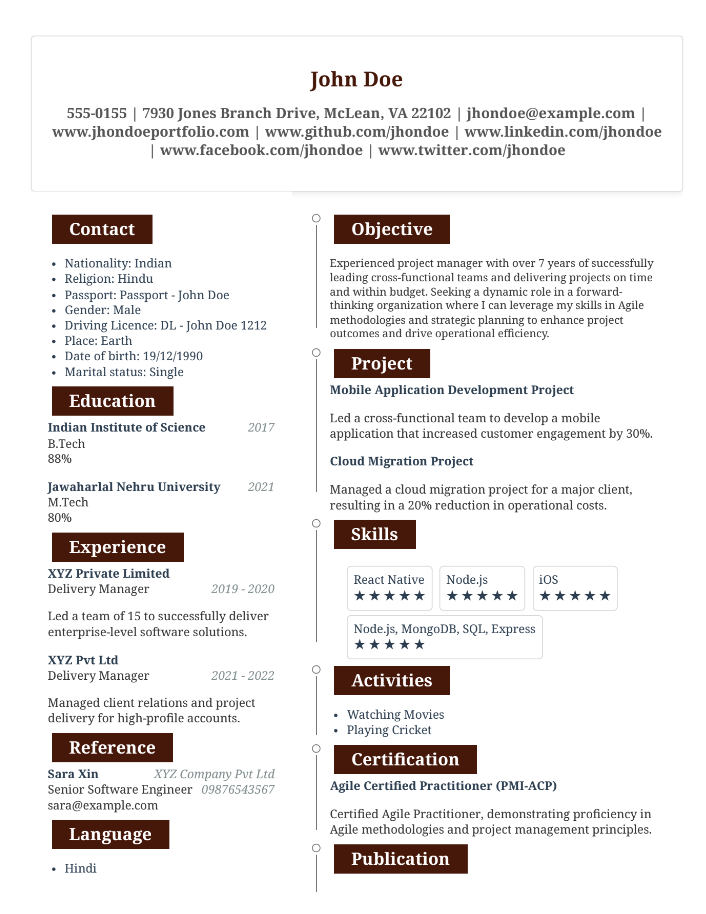 John Doe
555-0155 | 7930 Jones Branch Drive, McLean, VA 22102 | jhondoe@example.com |
www.jhondoeportfolio.com | www.github.com/jhondoe | www.linkedin.com/jhondoe
| www.facebook.com/jhondoe | www.twitter.com/jhondoe
Contact
• Nationality: Indian
• Religion: Hindu
• Passport: Passport - John Doe
• Gender: Male
• Driving Licence: DL - John Doe 1212
• Place: Earth
• Date of birth: 19/12/1990
• Marital status: Single
Education
Indian Institute of Science 2017
B.Tech
88%
Jawaharlal Nehru University 2021
M.Tech
80%
Experience
XYZ Private Limited
Delivery Manager 2019 - 2020
Led a team of 15 to successfully deliver
enterprise-level software solutions.
XYZ Pvt Ltd
Delivery Manager 2021 - 2022
Managed client relations and project
delivery for high-profile accounts.
Reference
Sara Xin XYZ Company Pvt Ltd
Senior Software Engineer 09876543567
sara@example.com
Language
• Hindi
Objective
Experienced project manager with over 7 years of successfully
leading cross-functional teams and delivering projects on time
and within budget. Seeking a dynamic role in a forward-
thinking organization where I can leverage my skills in Agile
methodologies and strategic planning to enhance project
outcomes and drive operational efficiency.
Project
Mobile Application Development Project
Led a cross-functional team to develop a mobile
application that increased customer engagement by 30%.
Cloud Migration Project
Managed a cloud migration project for a major client,
resulting in a 20% reduction in operational costs.
Skills
React Native
★★★★★
Node.js
★★★★★
iOS
★★★★★
Node.js, MongoDB, SQL, Express
★★★★★
Activities
• Watching Movies
• Playing Cricket
Certification
Agile Certified Practitioner (PMI-ACP)
Certified Agile Practitioner, demonstrating proficiency in
Agile methodologies and project management principles.
Publication